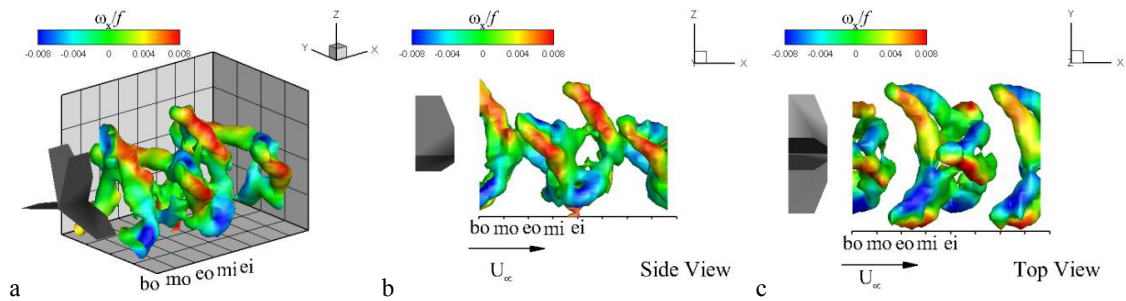 ωx/f
-0.008 -0.004 0 0.004 0.008
Z
Y X
bo mo eo mi ei
a
ωx/f
-0.008 -0.004 0 0.004 0.008
Z
Y X
bo mo eo mi ei
U∞
Side View
b
ωx/f
-0.008 -0.004 0 0.004 0.008
Y
Z X
bo mo eo mi ei
U∞
Top View
c